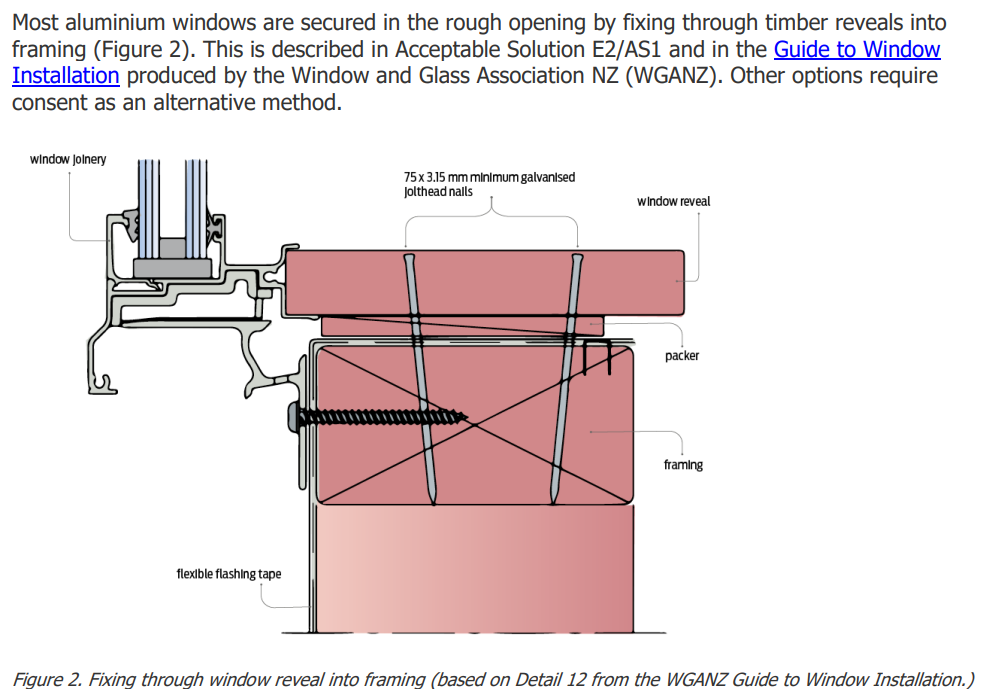 Most aluminium windows are secured in the rough opening by fixing through timber reveals into
framing (Figure 2). This is described in Acceptable Solution E2/AS1 and in the Guide to Window
Installation produced by the Window and Glass Association NZ (WGANZ). Other options require
consent as an alternative method.
window joinery
75 x 3.15 mm minimum galvanised
jolthead nails
window reveal
packer
framing
flexible flashing tape
Figure 2. Fixing through window reveal into framing (based on Detail 12 from the WGANZ Guide to Window Installation.)